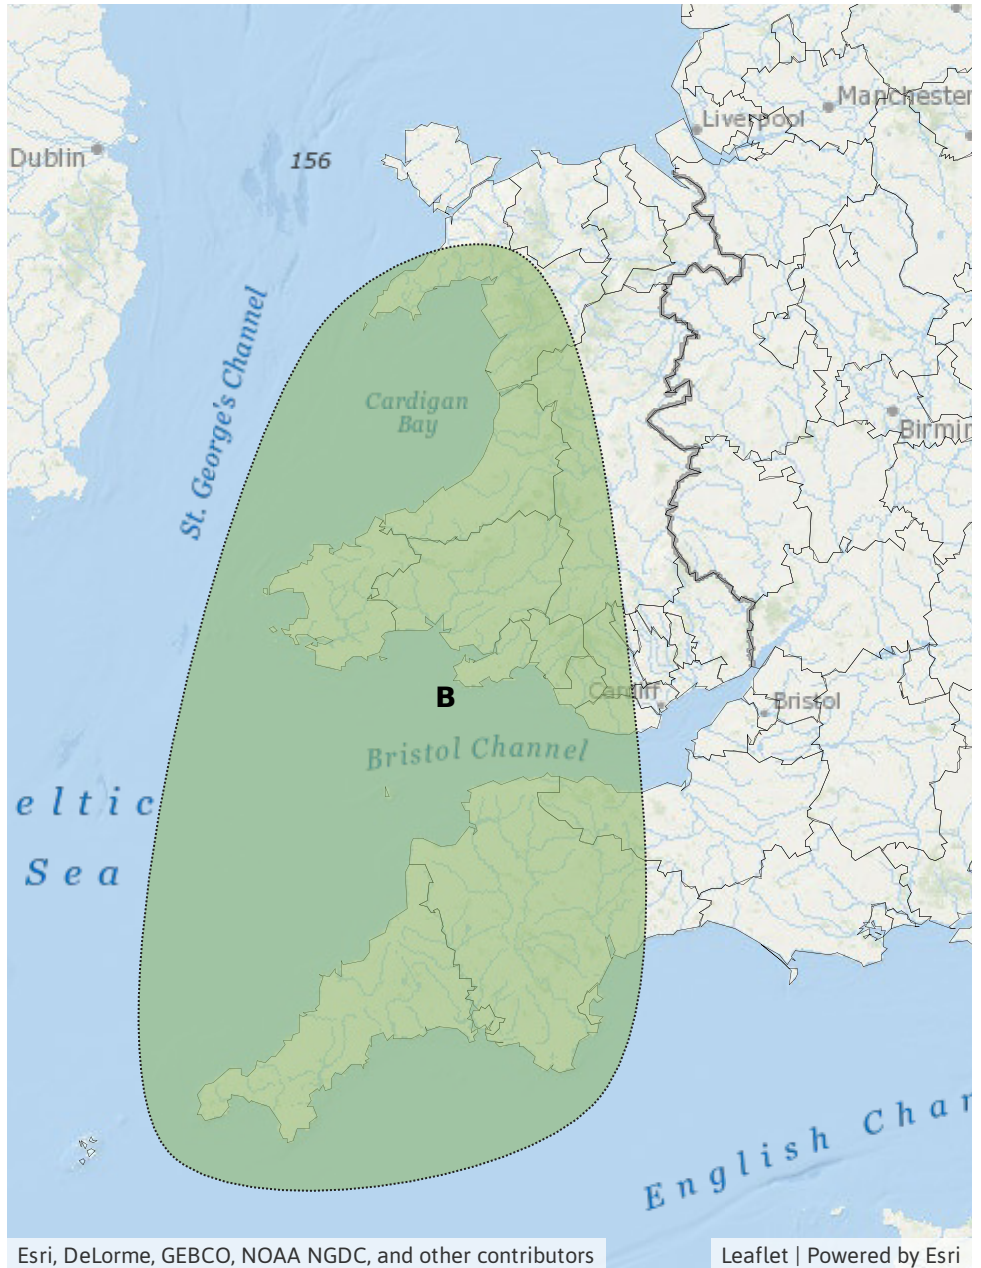 Manchester
Liverpool
Dublin
156
St. George's Channel
Cardigan
Bay
Birmin
B
Cardiff
Bristol
Bristol Channel
eltic
Sea
English Chan
Esri, DeLorme, GEBCO, NOAA NGDC, and other contributors
Leaflet | Powered by Esri